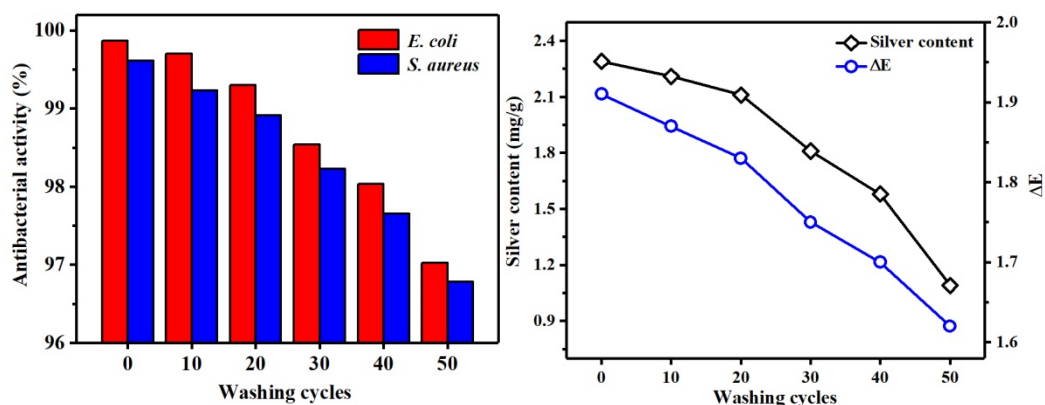 Antibacterial activity (%)
100
99
98
97
96
E. coli
S. aureus
0 10 20 30 40 50
Washing cycles
Silver content (mg/g)
2.4
2.1
1.8
1.5
1.2
0.9
Silver content
ΔE
0 10 20 30 40 50
Washing cycles
2.0
1.9
1.8
1.7
1.6
ΔE